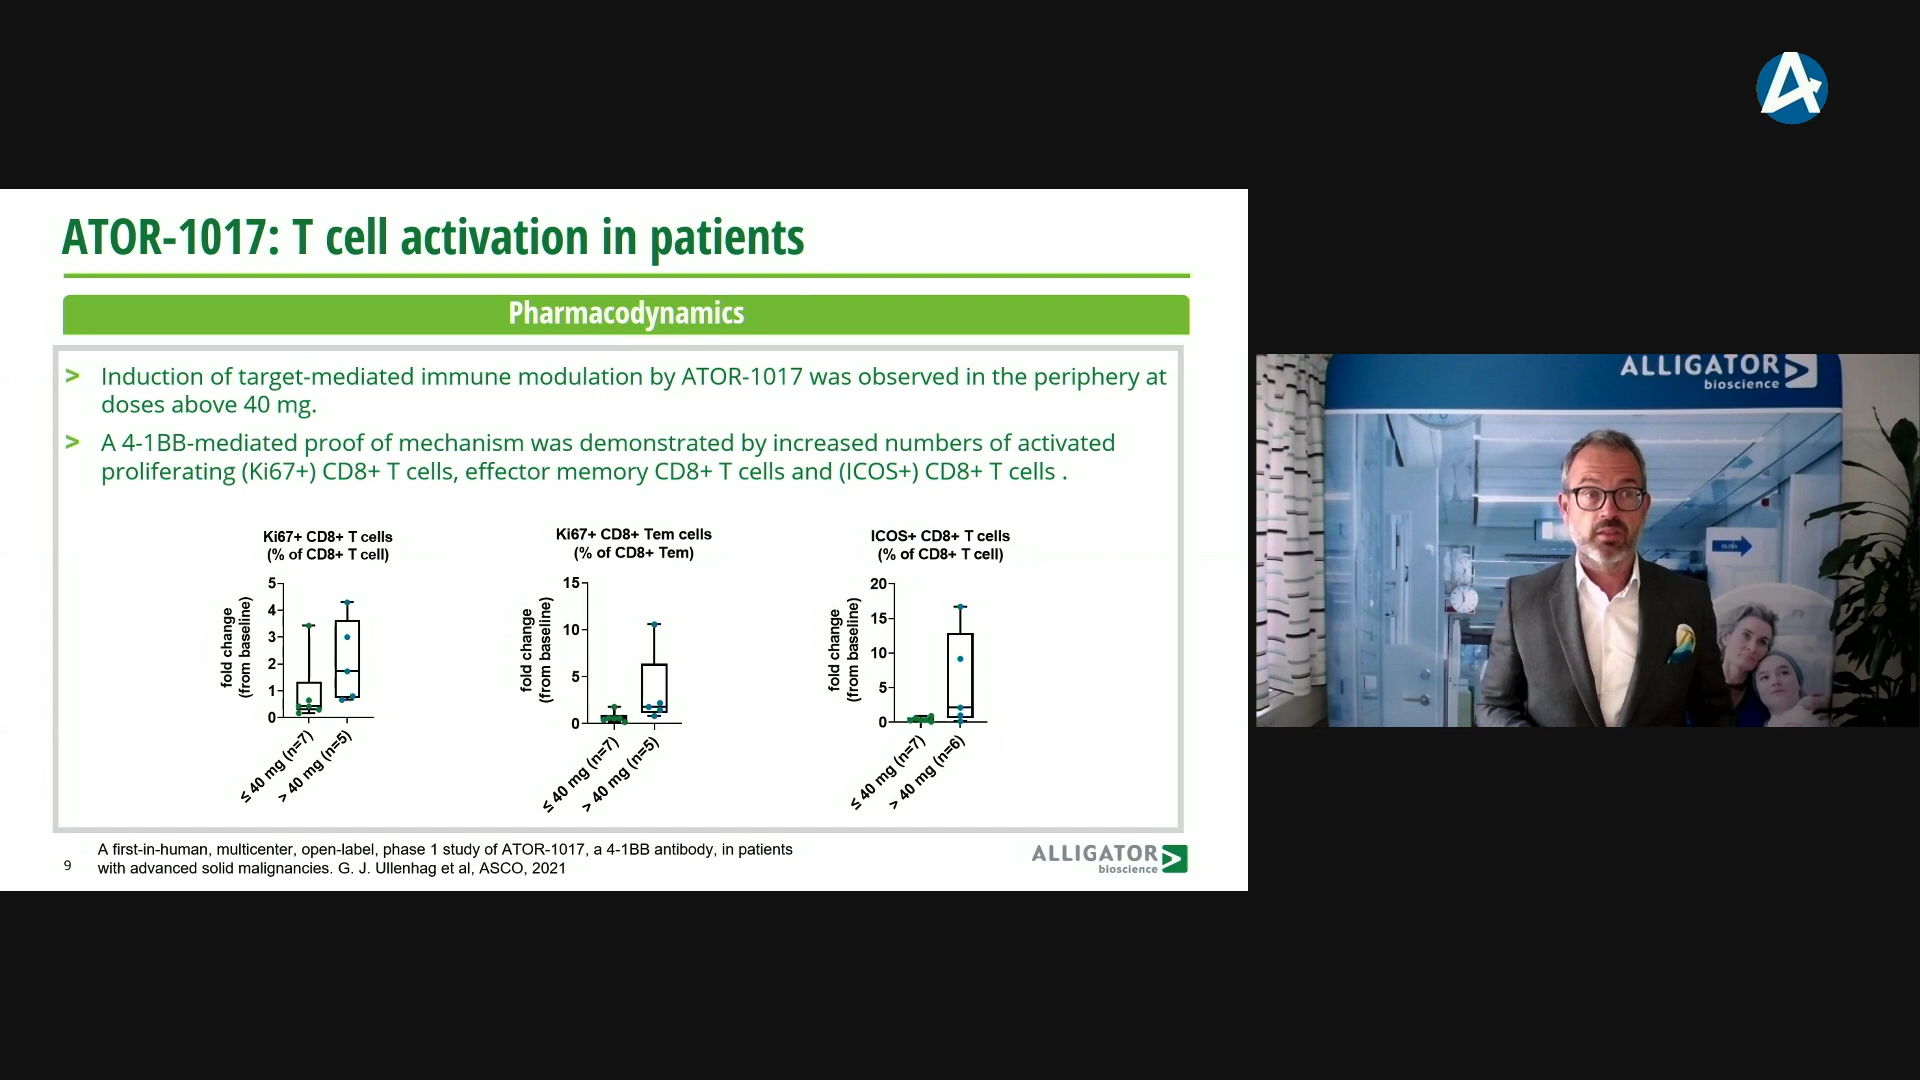 ATOR-1017: T cell activation in patients
Pharmacodynamics
> Induction of target-mediated immune modulation by ATOR-1017 was observed in the periphery at
doses above 40 mg.
> A 4-1BB-mediated proof of mechanism was demonstrated by increased numbers of activated
proliferating (Ki67+) CD8+ T cells, effector memory CD8+ T cells and (ICOS+) CD8+ T cells .
Ki67+ CD8+ T cells
(% of CD8+ T cell)
fold change
(from baseline)
5
4
3
2
1
0
≤ 40 mg (n=7)
> 40 mg (n=5)
Ki67+ CD8+ Tem cells
(% of CD8+ Tem)
fold change
(from baseline)
15
10
5
0
≤ 40 mg (n=7)
> 40 mg (n=5)
ICOS+ CD8+ T cells
(% of CD8+ T cell)
fold change
(from baseline)
20
15
10
5
0
≤ 40 mg (n=7)
> 40 mg (n=6)
9
A first-in-human, multicenter, open-label, phase 1 study of ATOR-1017, a 4-1BB antibody, in patients
with advanced solid malignancies. G. J. Ullenhag et al, ASCO, 2021
ALLIGATOR
bioscience
ALLIGATOR
bioscience